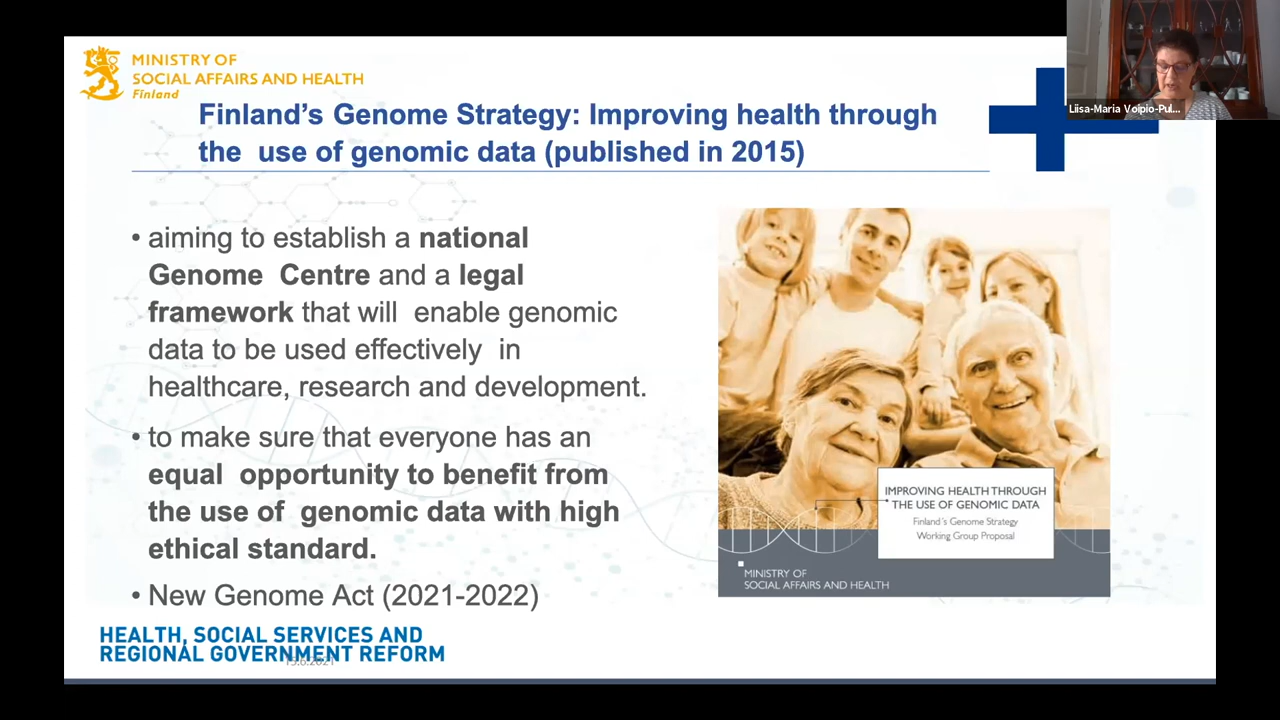 MINISTRY OF
SOCIAL AFFAIRS AND HEALTH
Finland
Finland's Genome Strategy: Improving health through
the use of genomic data (published in 2015)
Liisa-Maria Voipio-Pul...
• aiming to establish a national
Genome Centre and a legal
framework that will enable genomic
data to be used effectively in
healthcare, research and development.
• to make sure that everyone has an
equal opportunity to benefit from
the use of genomic data with high
ethical standard.
• New Genome Act (2021-2022)
IMPROVING HEALTH THROUGH
THE USE OF GENOMIC DATA
Finland's Genome Strategy
Working Group Proposal
MINISTRY OF
SOCIAL AFFAIRS AND HEALTH
HEALTH, SOCIAL SERVICES AND
REGIONAL GOVERNMENT REFORM